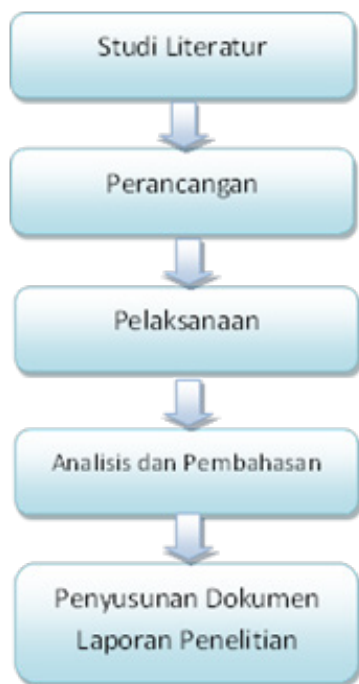 Studi Literatur
Perancangan
Pelaksanaan
Analisis dan Pembahasan
Penyusunan Dokumen
Laporan Penelitian